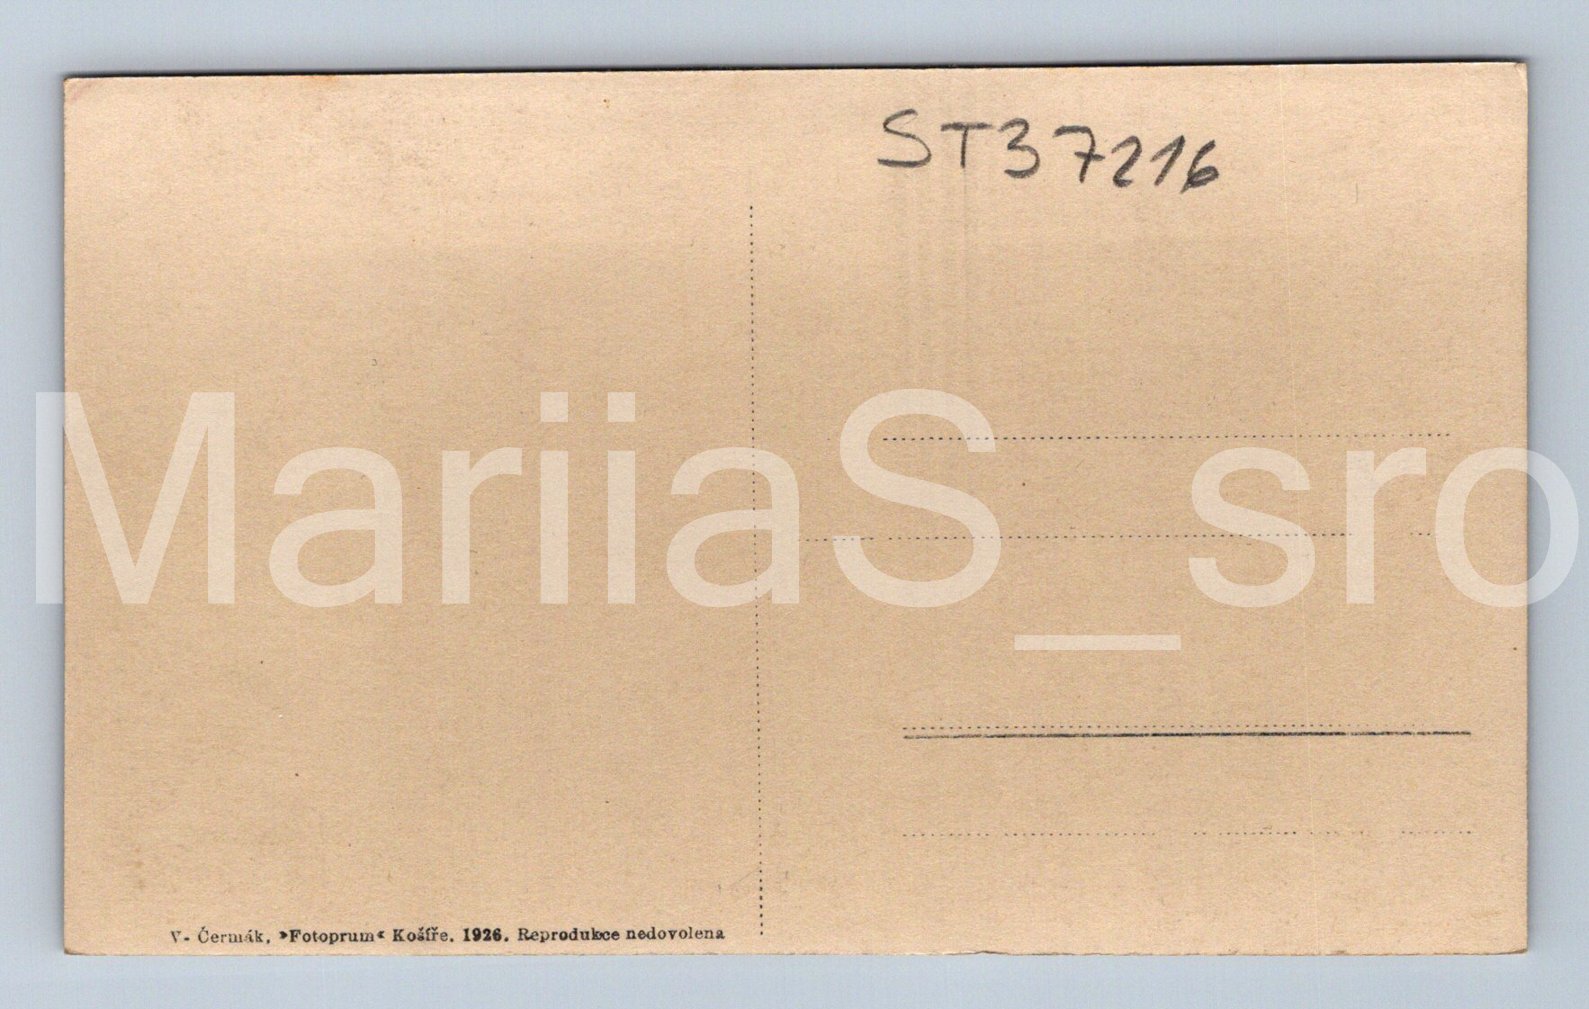 ST37216
MariiaS_sro
V. Čermák, »Fotoprum« Košíře. 1926. Reprodukce nedovolena